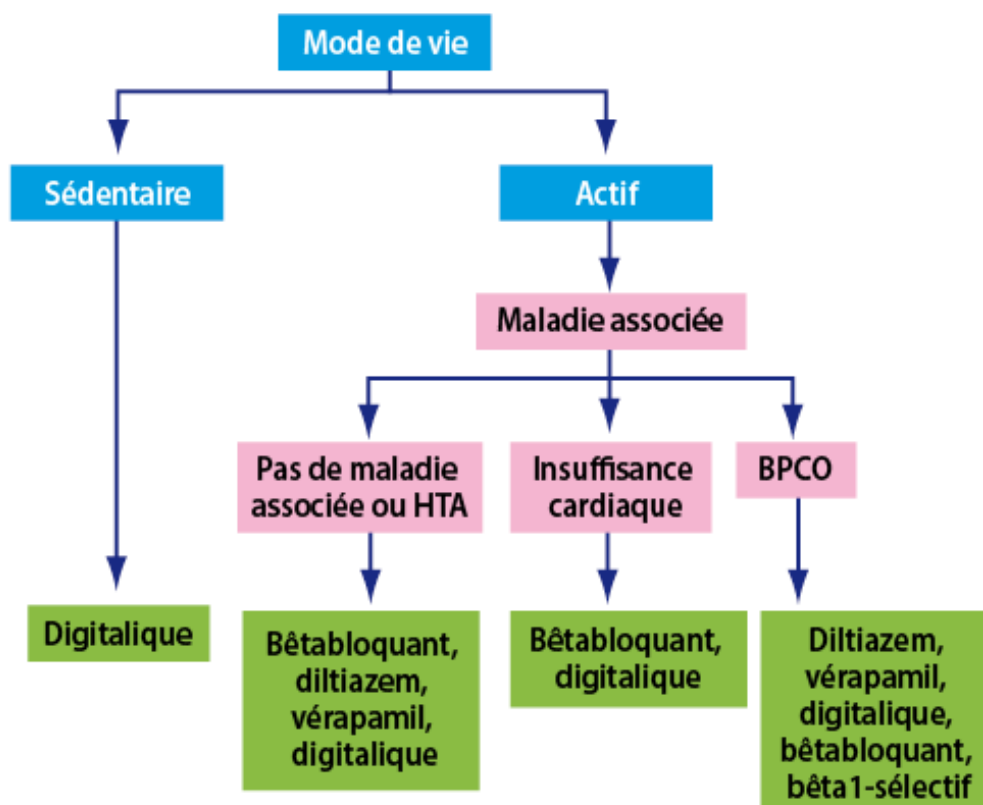 Mode de vie
Sédentaire
Actif
Maladie associée
Pas de maladie
associée ou HTA
Insuffisance
cardiaque
BPCO
Digitalique
Bêtabloquant,
diltiazem,
vérapamil,
digitalique
Bêtabloquant,
digitalique
Diltiazem,
vérapamil,
digitalique,
bêtabloquant,
bêta1-sélectif